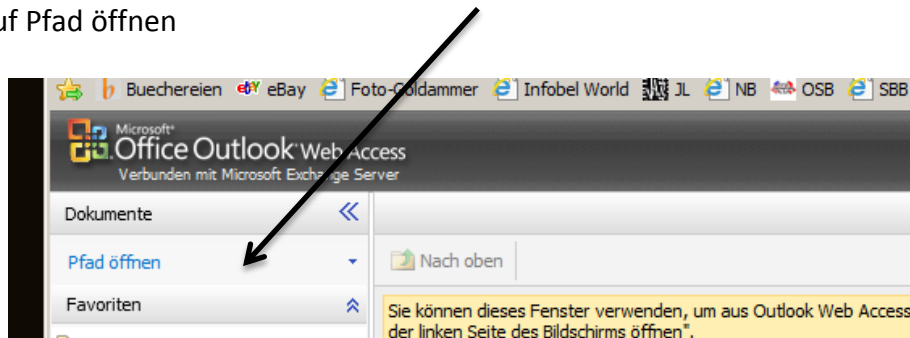 uf Pfad öffnen
Buechereien eBay Foto-Goldammer Infobel World JL NB OSB SBB
Microsoft®
Office Outlook Web Access
Verbunden mit Microsoft Exchange Server
Dokumente
Pfad öffnen Nach oben
Favoriten
Sie können dieses Fenster verwenden, um aus Outlook Web Access
der linken Seite des Bildschirms öffnen".